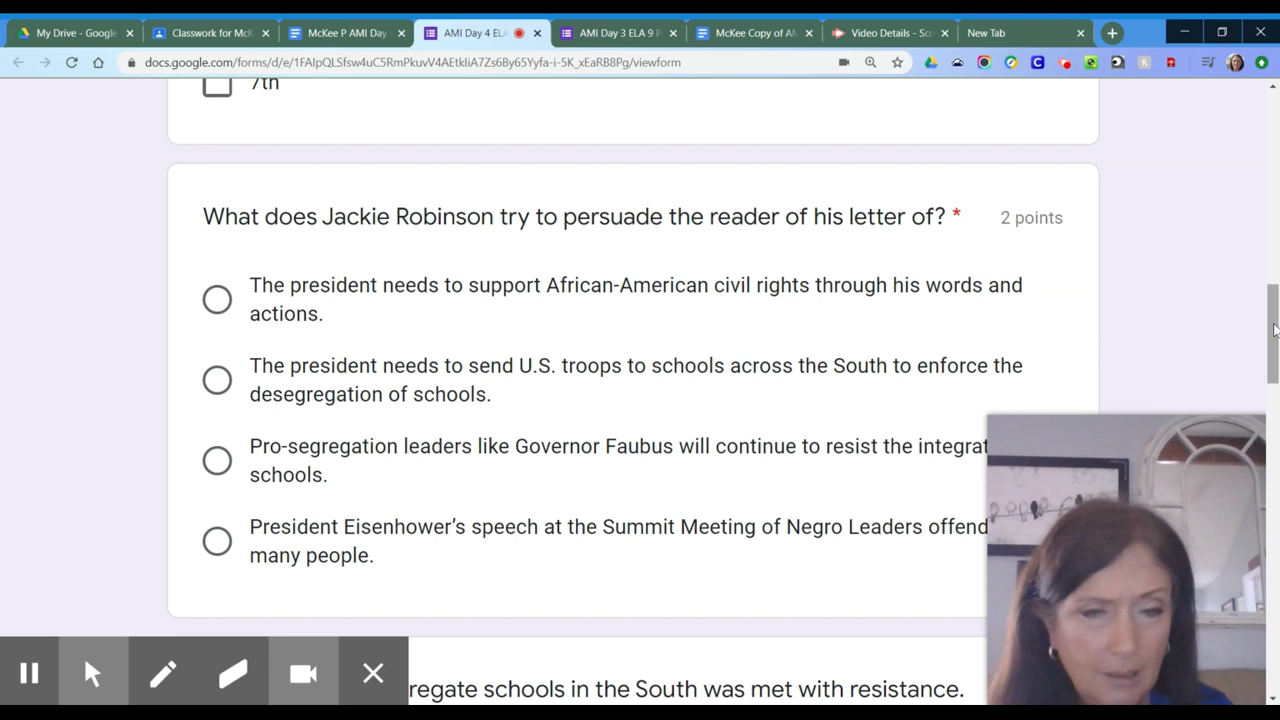 My Drive - Google
Classwork for McK
McKee P AMI Day
AMI Day 4 ELA
AMI Day 3 ELA 9 P
McKee Copy of AM
Video Details - Scr
New Tab
docs.google.com/forms/d/e/1FAIpQLSfsw4uC5RmPkuvV4AEtkIiA7Zs6By65Yyfa-i-5K_xEaRB8Pg/viewform
7th
What does Jackie Robinson try to persuade the reader of his letter of? *
2 points
The president needs to support African-American civil rights through his words and
actions.
The president needs to send U.S. troops to schools across the South to enforce the
desegregation of schools.
Pro-segregation leaders like Governor Faubus will continue to resist the integrat
schools.
President Eisenhower’s speech at the Summit Meeting of Negro Leaders offend
many people.
regate schools in the South was met with resistance.